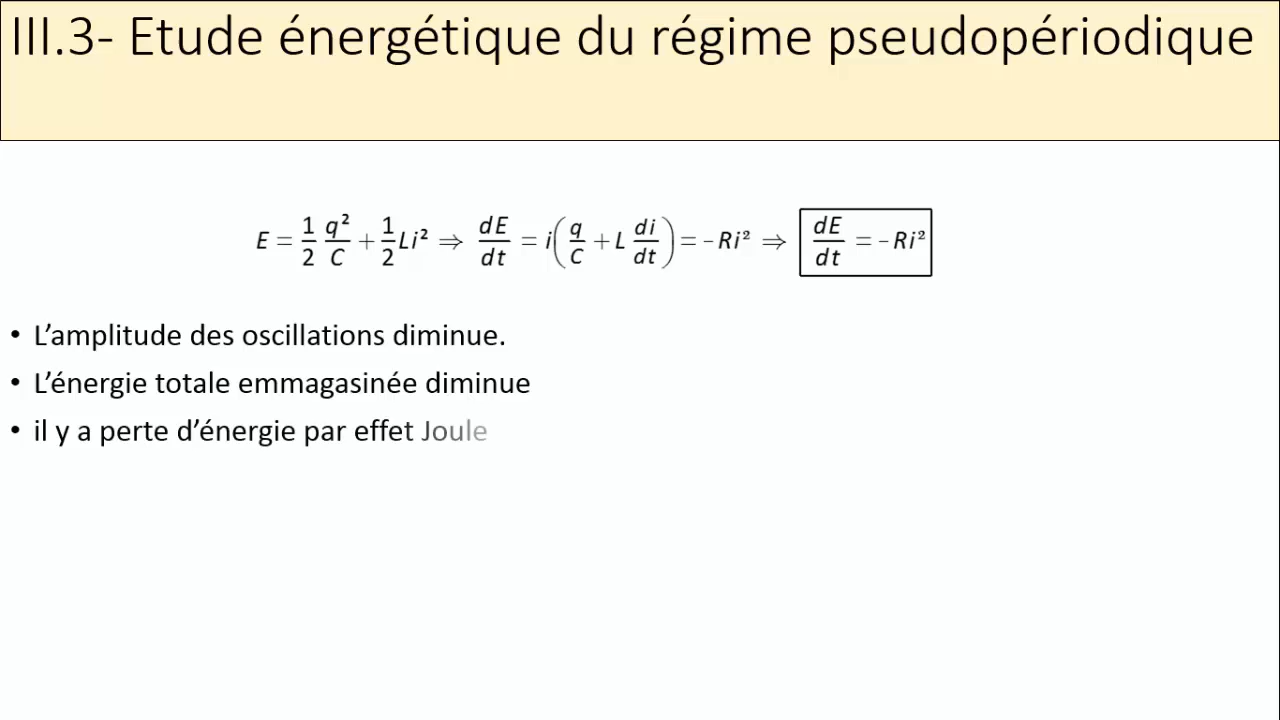 III.3- Etude énergétique du régime pseudopériodique
E = 1/2 q²/C + 1/2 Li² ⇒ dE/dt = i(q/C + L di/dt) = - Ri² ⇒ dE/dt = - Ri²
• L’amplitude des oscillations diminue.
• L’énergie totale emmagasinée diminue
• il y a perte d’énergie par effet Joule